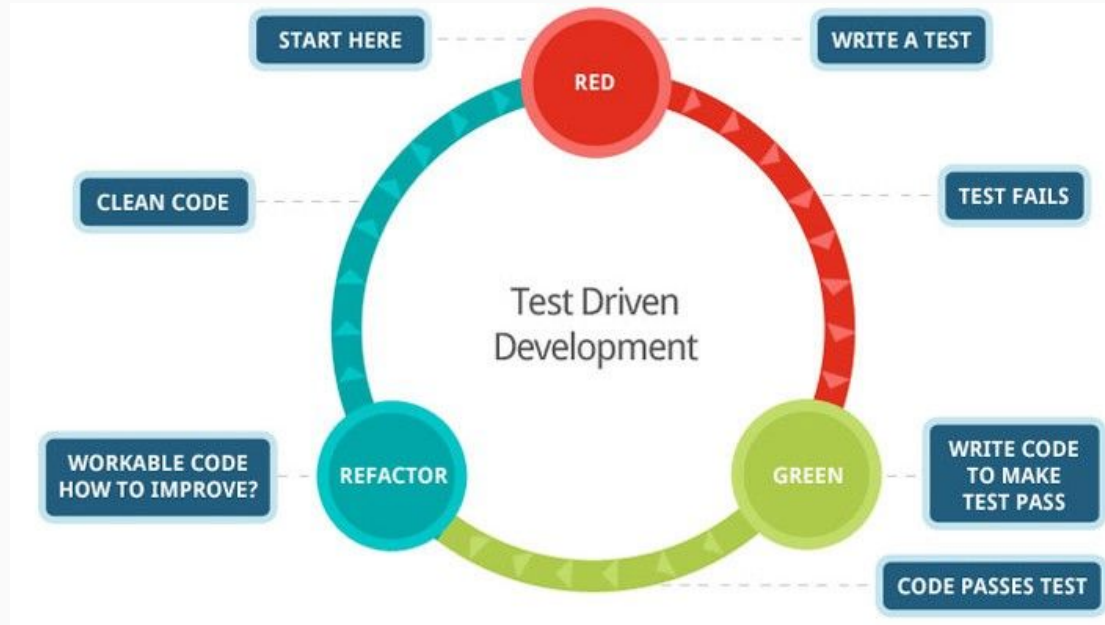 START HERE
RED
WRITE A TEST
CLEAN CODE
TEST FAILS
Test Driven
Development
WORKABLE CODE
HOW TO IMPROVE?
REFACTOR
GREEN
WRITE CODE
TO MAKE
TEST PASS
CODE PASSES TEST